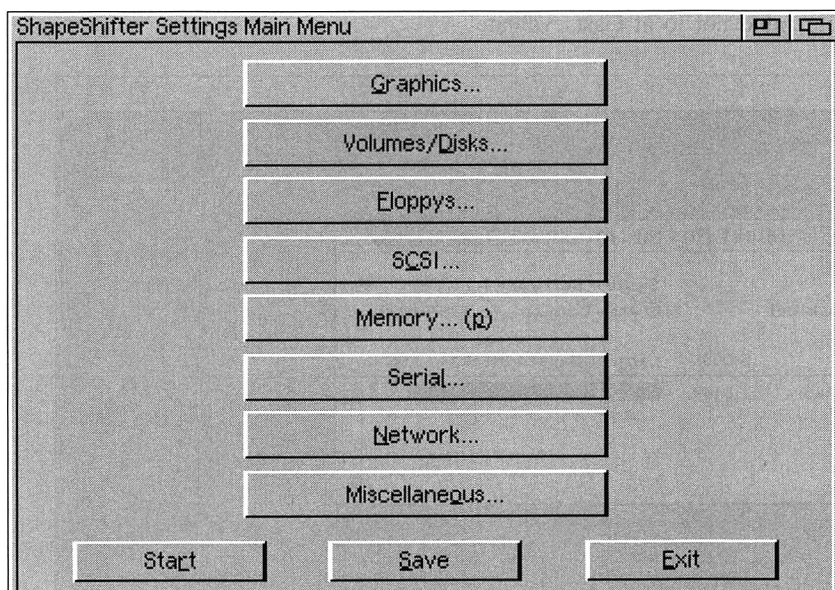 ShapeShifter Settings Main Menu
Graphics...
Volumes/Disks...
Floppys...
SCSI...
Memory... (p)
Serial...
Network...
Miscellaneous...
Start Save Exit